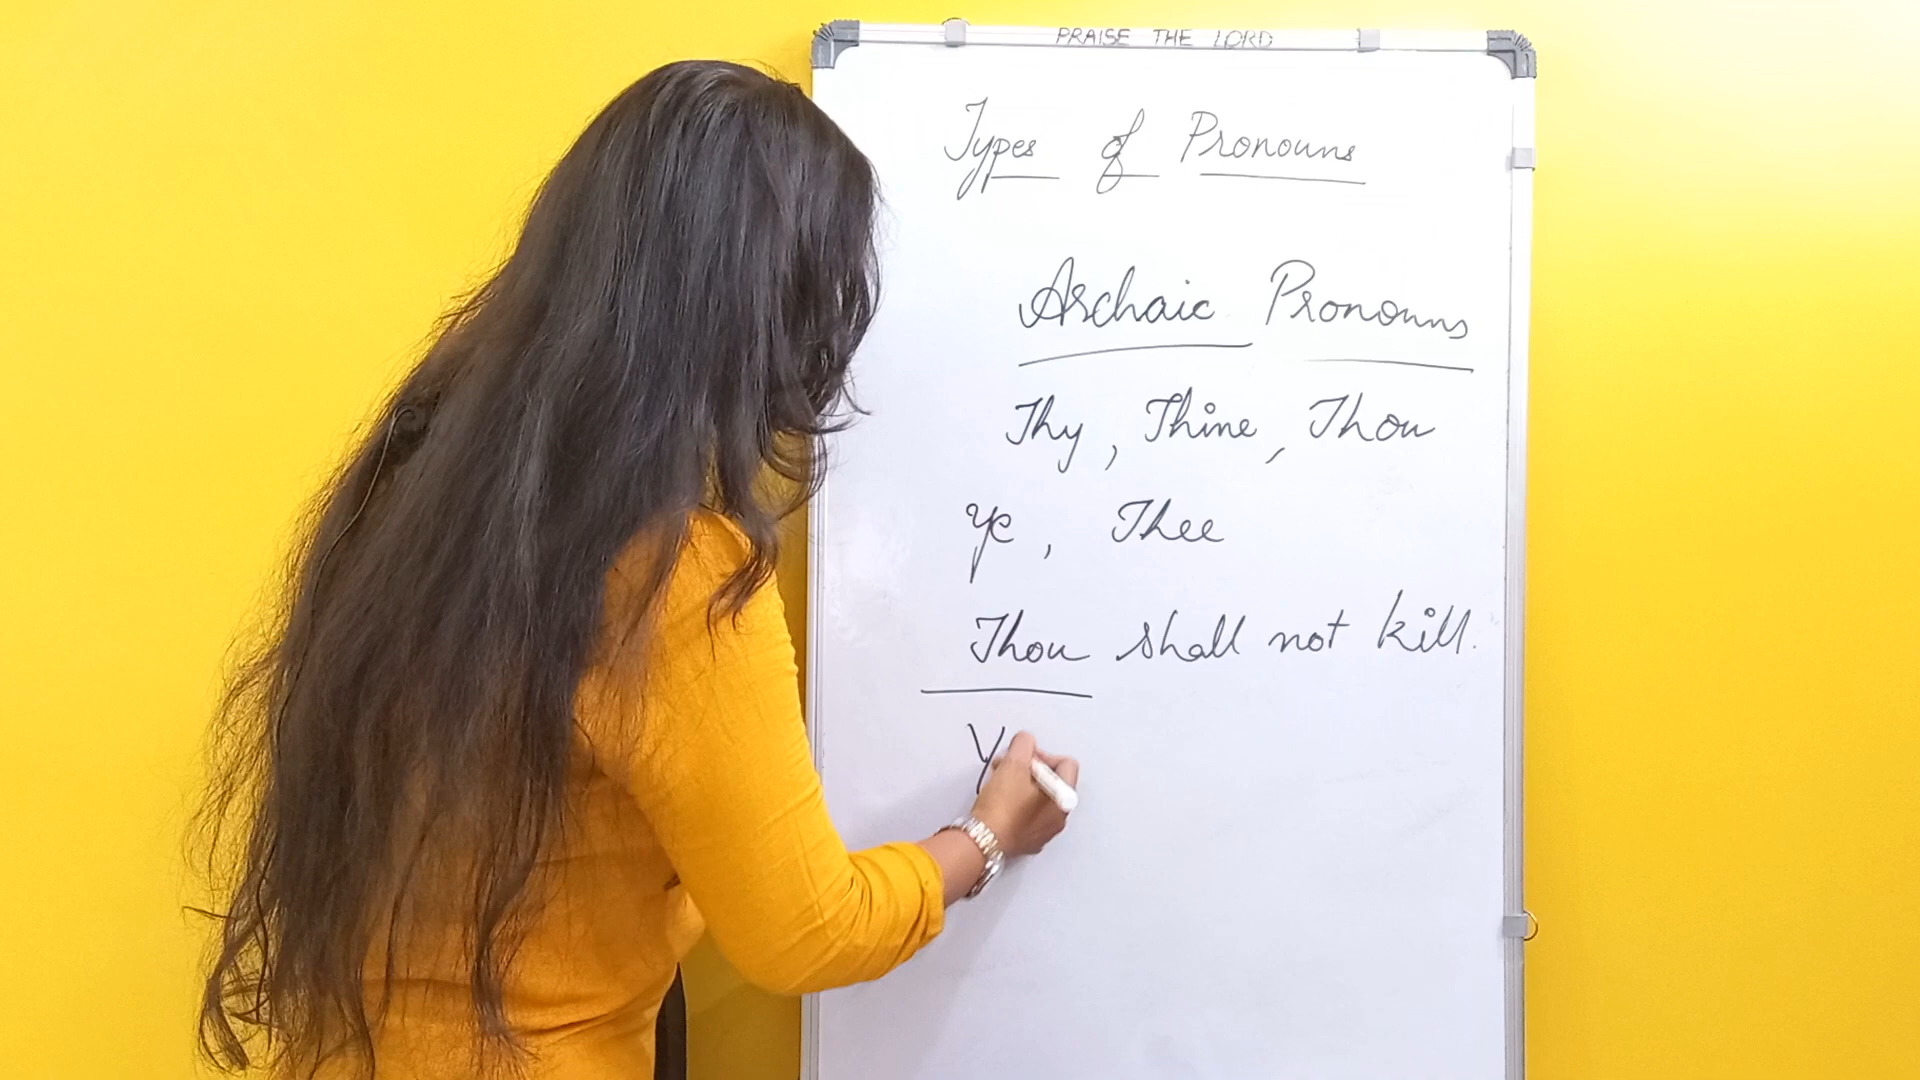 PRAISE THE LORD
Types of Pronouns
Archaic Pronouns
Thy, Thine, Thou
Ye, Thee
Thou shall not kill.
Y